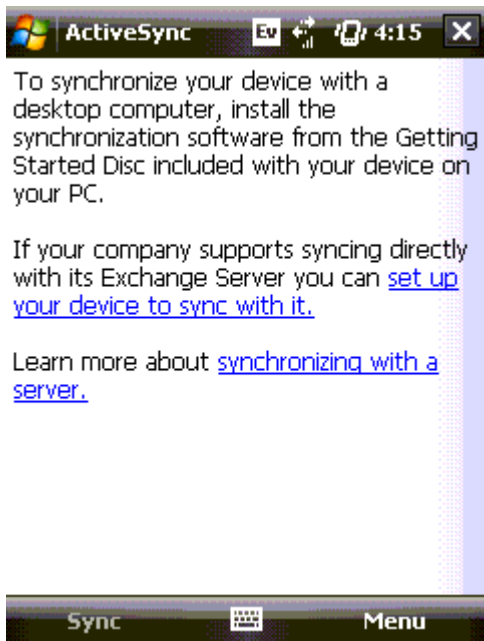 ActiveSync Ev 4:15
To synchronize your device with a
desktop computer, install the
synchronization software from the Getting
Started Disc included with your device on
your PC.
If your company supports syncing directly
with its Exchange Server you can set up
your device to sync with it.
Learn more about synchronizing with a
server.
Sync Menu